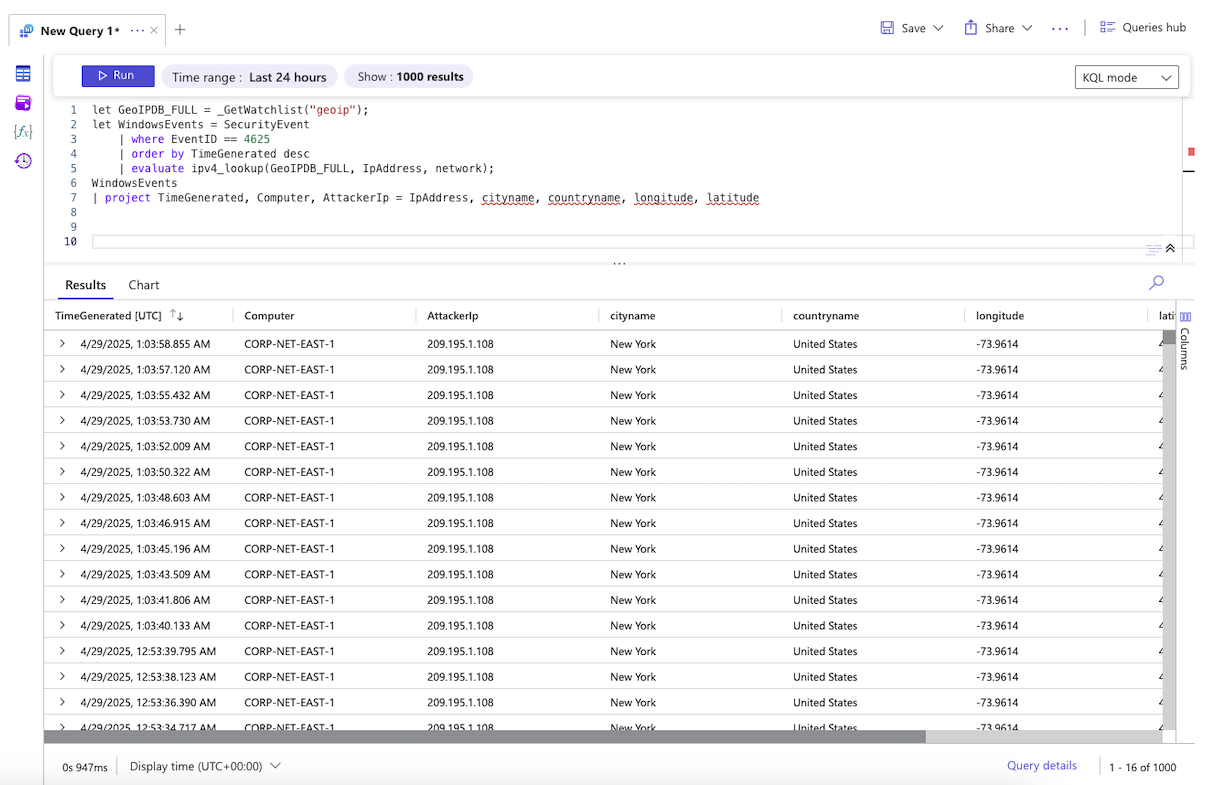 New Query 1* ··· × +
Save Share ··· Queries hub
Run Time range : Last 24 hours Show : 1000 results KQL mode
1 let GeoIPDB_FULL = _GetWatchlist("geoip");
2 let WindowsEvents = SecurityEvent
3 | where EventID == 4625
4 | order by TimeGenerated desc
5 | evaluate ipv4_lookup(GeoIPDB_FULL, IpAddress, network);
6 WindowsEvents
7 | project TimeGenerated, Computer, AttackerIp = IpAddress, cityname, countryname, longitude, latitude
8
9
10
Results Chart
TimeGenerated [UTC] Computer AttackerIp cityname countryname longitude lati
Columns
4/29/2025, 1:03:58.855 AM CORP-NET-EAST-1 209.195.1.108 New York United States -73.9614
4/29/2025, 1:03:57.120 AM CORP-NET-EAST-1 209.195.1.108 New York United States -73.9614
4/29/2025, 1:03:55.432 AM CORP-NET-EAST-1 209.195.1.108 New York United States -73.9614
4/29/2025, 1:03:53.730 AM CORP-NET-EAST-1 209.195.1.108 New York United States -73.9614
4/29/2025, 1:03:52.009 AM CORP-NET-EAST-1 209.195.1.108 New York United States -73.9614
4/29/2025, 1:03:50.322 AM CORP-NET-EAST-1 209.195.1.108 New York United States -73.9614
4/29/2025, 1:03:48.603 AM CORP-NET-EAST-1 209.195.1.108 New York United States -73.9614
4/29/2025, 1:03:46.915 AM CORP-NET-EAST-1 209.195.1.108 New York United States -73.9614
4/29/2025, 1:03:45.196 AM CORP-NET-EAST-1 209.195.1.108 New York United States -73.9614
4/29/2025, 1:03:43.509 AM CORP-NET-EAST-1 209.195.1.108 New York United States -73.9614
4/29/2025, 1:03:41.806 AM CORP-NET-EAST-1 209.195.1.108 New York United States -73.9614
4/29/2025, 1:03:40.133 AM CORP-NET-EAST-1 209.195.1.108 New York United States -73.9614
4/29/2025, 12:53:39.795 AM CORP-NET-EAST-1 209.195.1.108 New York United States -73.9614
4/29/2025, 12:53:38.123 AM CORP-NET-EAST-1 209.195.1.108 New York United States -73.9614
4/29/2025, 12:53:36.390 AM CORP-NET-EAST-1 209.195.1.108 New York United States -73.9614
4/29/2025, 12:53:34.717 AM CORP-NET-EAST-1 209.195.1.108 New York United States -73.9614
0s 947ms Display time (UTC+00:00) Query details 1 - 16 of 1000